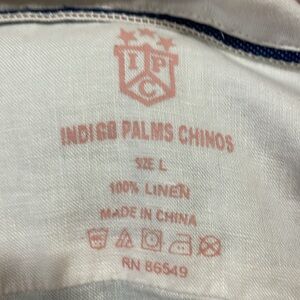 I P
C
INDIGO PALMS CHINOS
SIZE L
100% LINEN
MADE IN CHINA
RN 86549